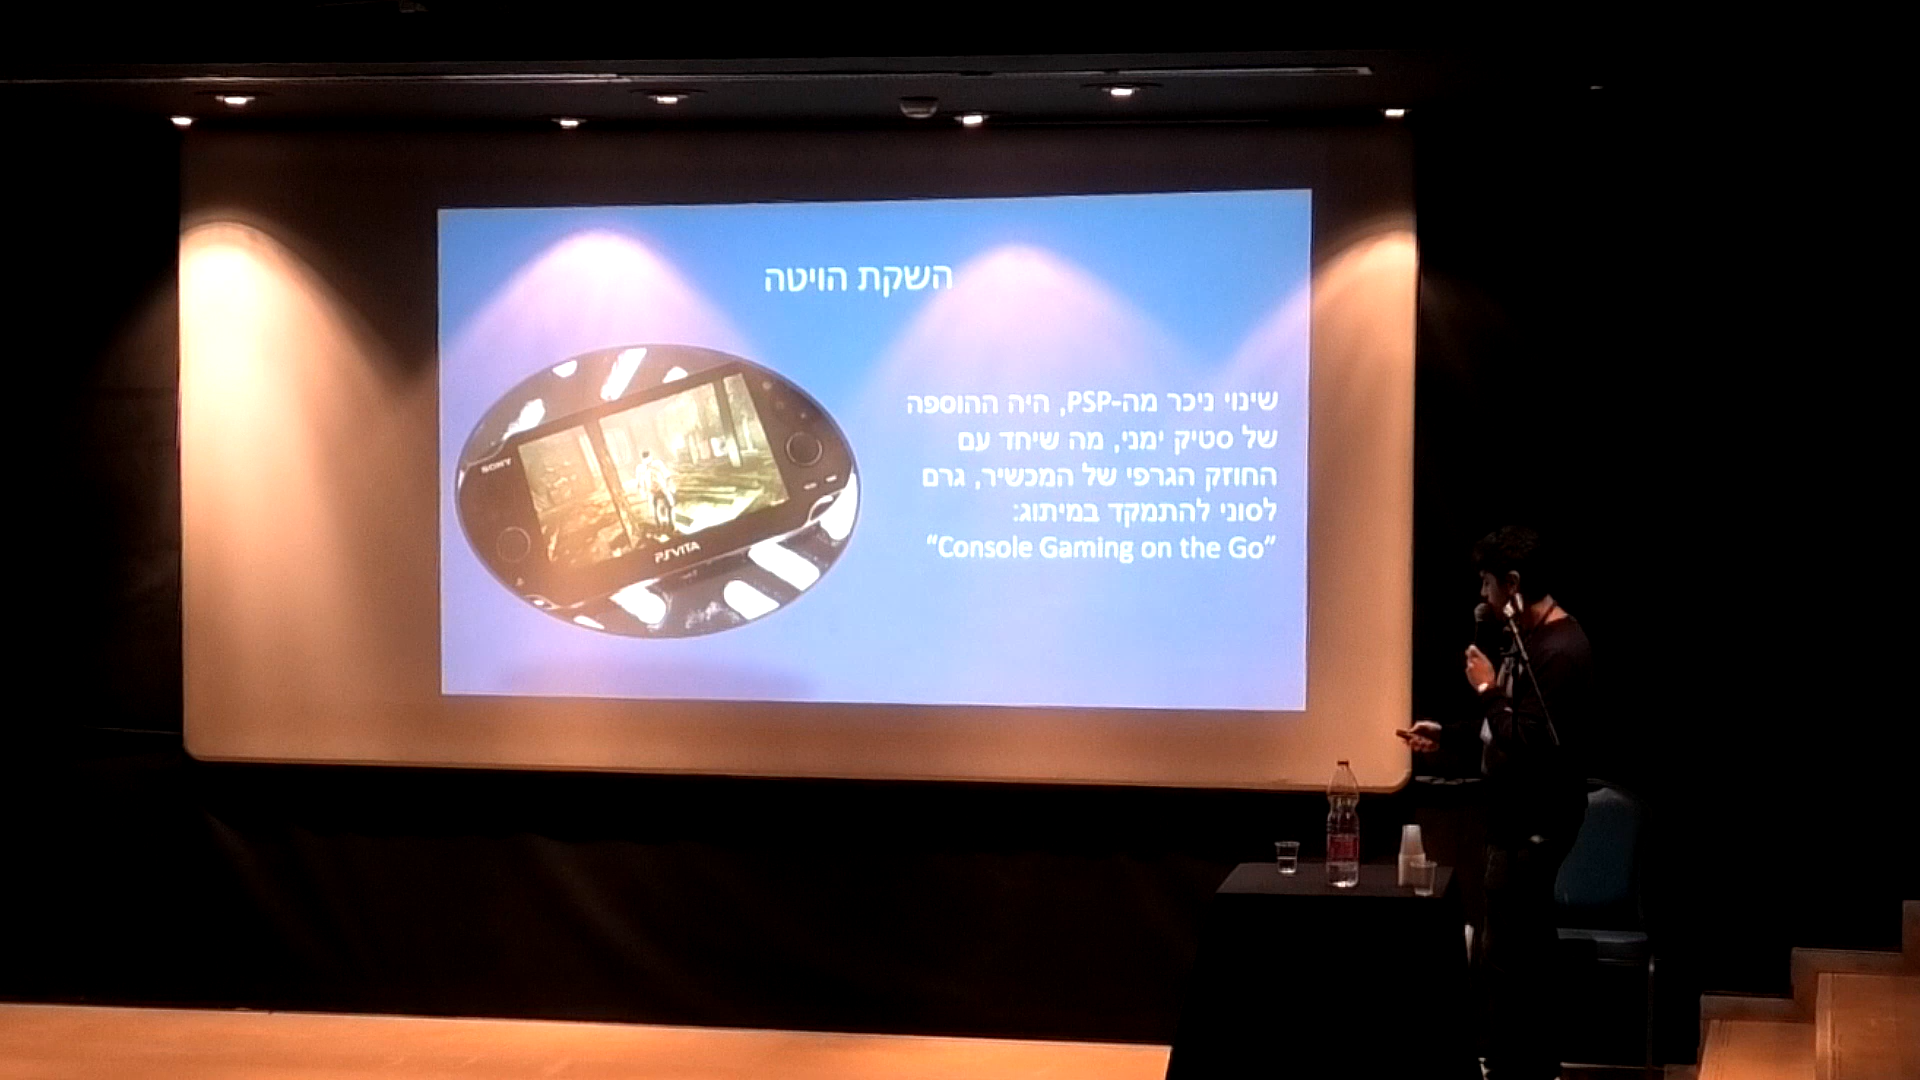 השקת הויטה
שינוי ניכר מה-PSP, היה ההוספה
של סטיק ימני, מה שיחד עם
החוזק הגרפי של המכשיר, גרם
לסוני להתמקד במיתוג:
"Console Gaming on the Go"
SONY
PSVITA